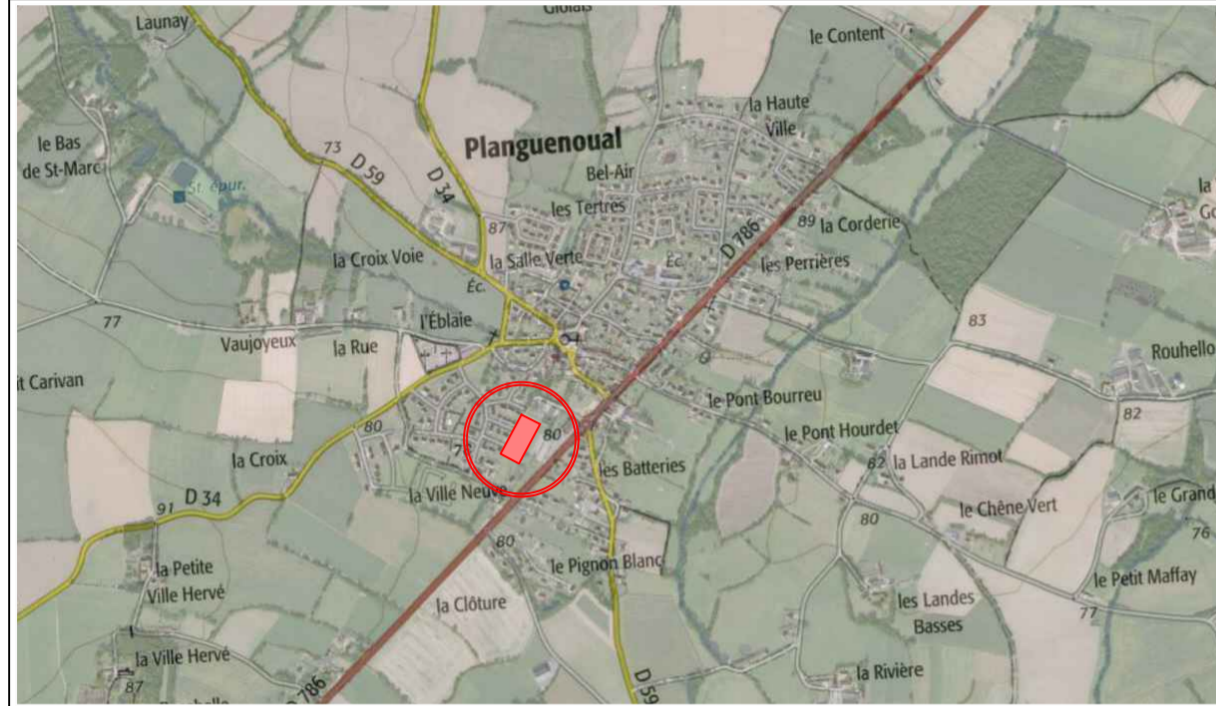 Launay
le Content
le Bas
de St-Marc
la Haute
Ville
73
D 59
D 34
Planguenoual
Bel-Air
St. épur.
les Tertres
87
89
la Corderie
la Croix Voie
la Salle Verte
Éc.
D 786
les Perrières
Éc.
77
l'Éblaie
83
Vaujoyeux
la Rue
Rouhello
it Carivan
le Pont Bourreu
82
80
80
le Pont Hourdet
la Croix
les Batteries
82
la Lande Rimot
la Ville Neuve
D 34
91
le Chêne Vert
le Grand
80
76
80
la Petite
Ville Hervé
le Pignon Blanc
le Petit Maffay
la Clôture
les Landes
Basses
77
la Ville Hervé
87
D 786
D 59
la Rivière